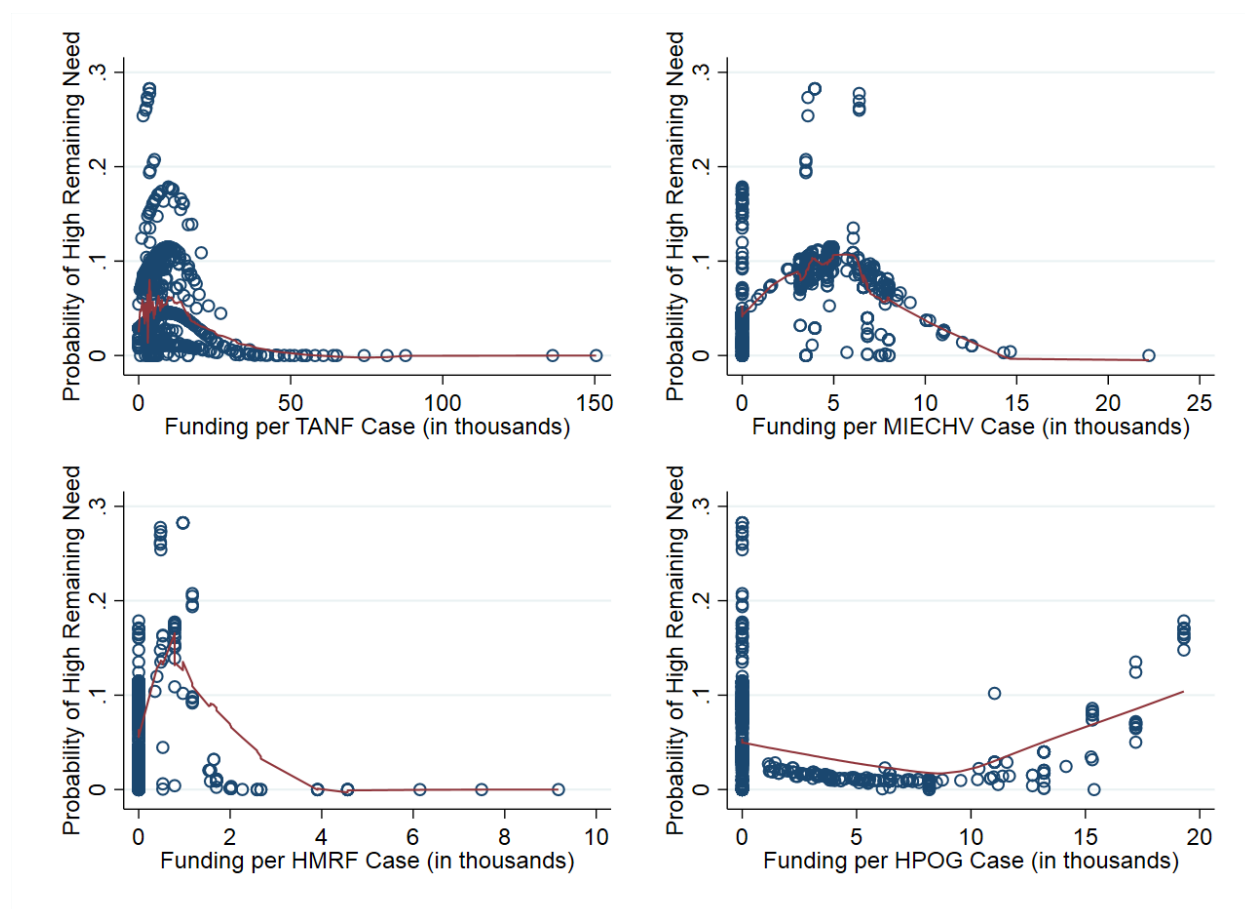 Probability of High Remaining Need
.3
.2
.1
0
0 50 100 150
Funding per TANF Case (in thousands)
Probability of High Remaining Need
.3
.2
.1
0
0 5 10 15 20 25
Funding per MIECHV Case (in thousands)
Probability of High Remaining Need
.3
.2
.1
0
0 2 4 6 8 10
Funding per HMRF Case (in thousands)
Probability of High Remaining Need
.3
.2
.1
0
0 5 10 15 20
Funding per HPOG Case (in thousands)